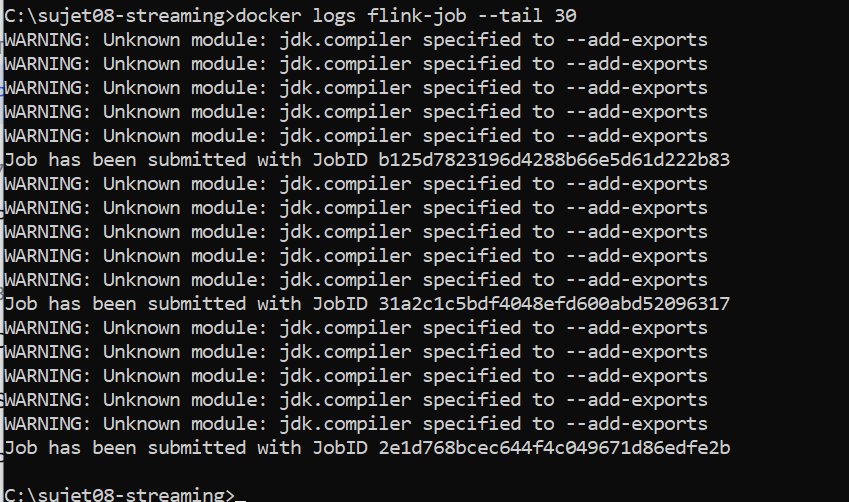 C:\sujet08-streaming>docker logs flink-job --tail 30
WARNING: Unknown module: jdk.compiler specified to --add-exports
WARNING: Unknown module: jdk.compiler specified to --add-exports
WARNING: Unknown module: jdk.compiler specified to --add-exports
WARNING: Unknown module: jdk.compiler specified to --add-exports
WARNING: Unknown module: jdk.compiler specified to --add-exports
Job has been submitted with JobID b125d7823196d4288b66e5d61d222b83
WARNING: Unknown module: jdk.compiler specified to --add-exports
WARNING: Unknown module: jdk.compiler specified to --add-exports
WARNING: Unknown module: jdk.compiler specified to --add-exports
WARNING: Unknown module: jdk.compiler specified to --add-exports
WARNING: Unknown module: jdk.compiler specified to --add-exports
Job has been submitted with JobID 31a2c1c5bdf4048efd600abd52096317
WARNING: Unknown module: jdk.compiler specified to --add-exports
WARNING: Unknown module: jdk.compiler specified to --add-exports
WARNING: Unknown module: jdk.compiler specified to --add-exports
WARNING: Unknown module: jdk.compiler specified to --add-exports
WARNING: Unknown module: jdk.compiler specified to --add-exports
Job has been submitted with JobID 2e1d768bcec644f4c049671d86edfe2b
C:\sujet08-streaming>_